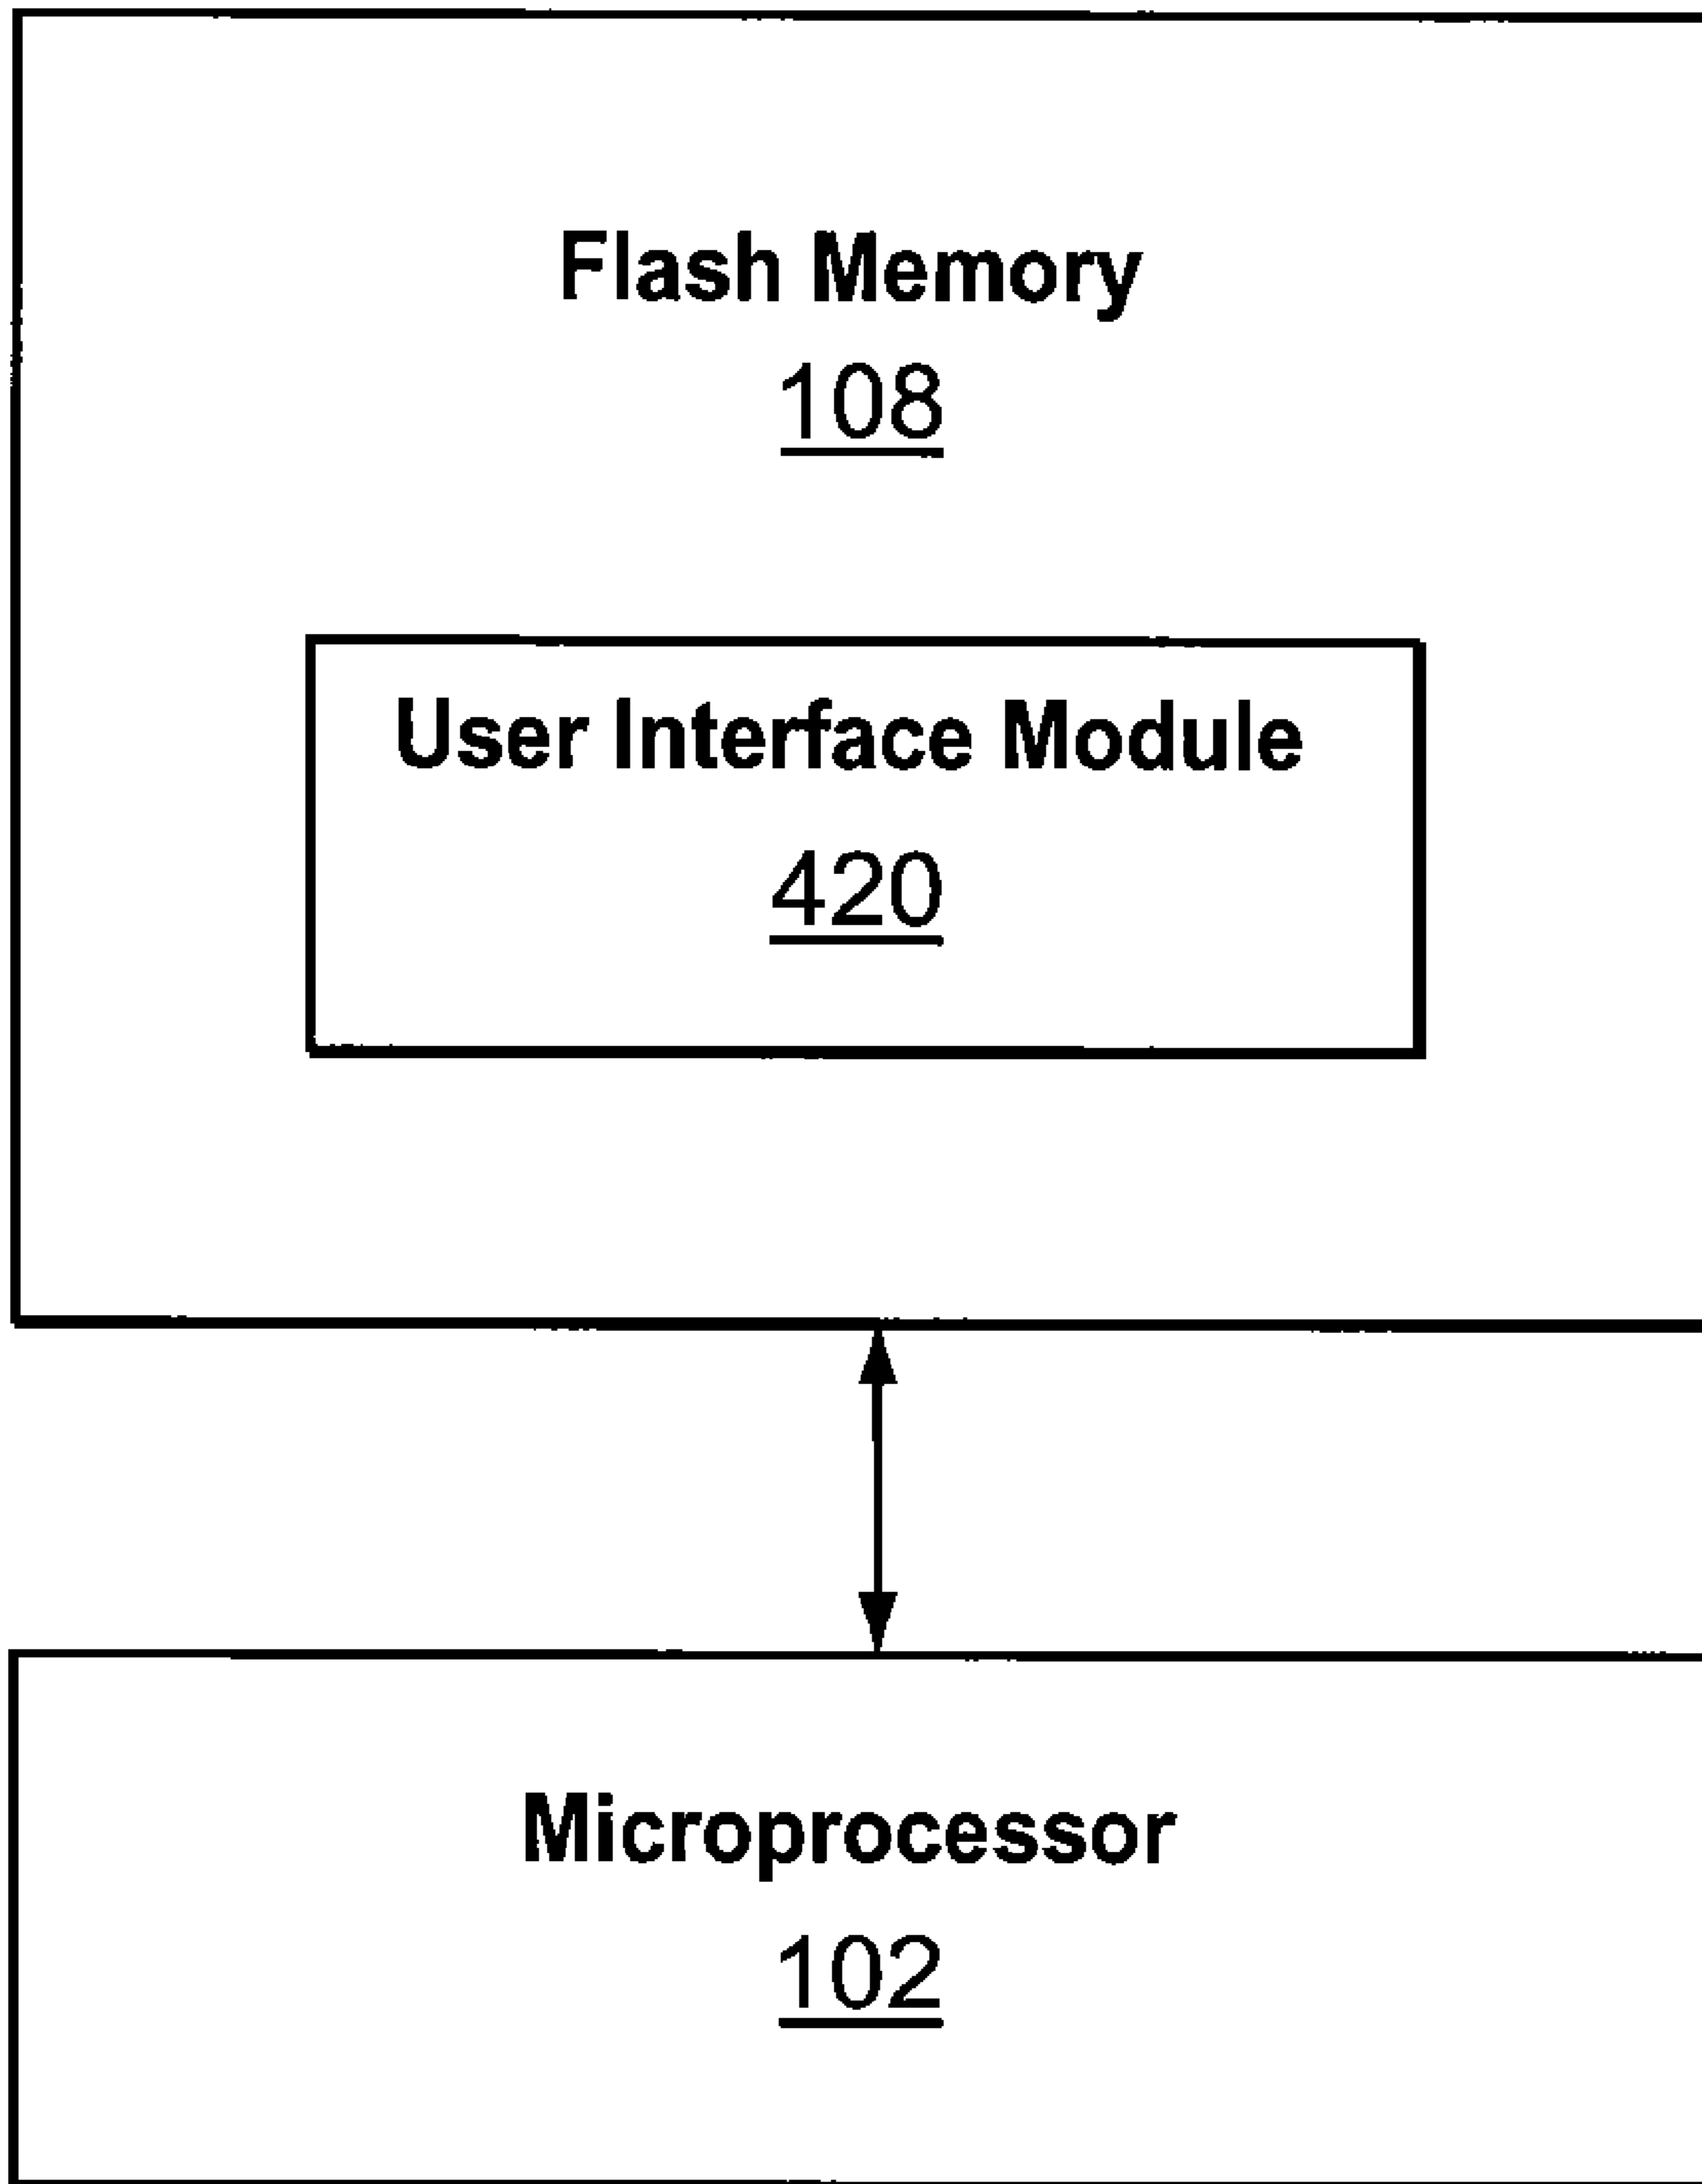 Flash Memory
108
User Interface Module
420
Microprocessor
102